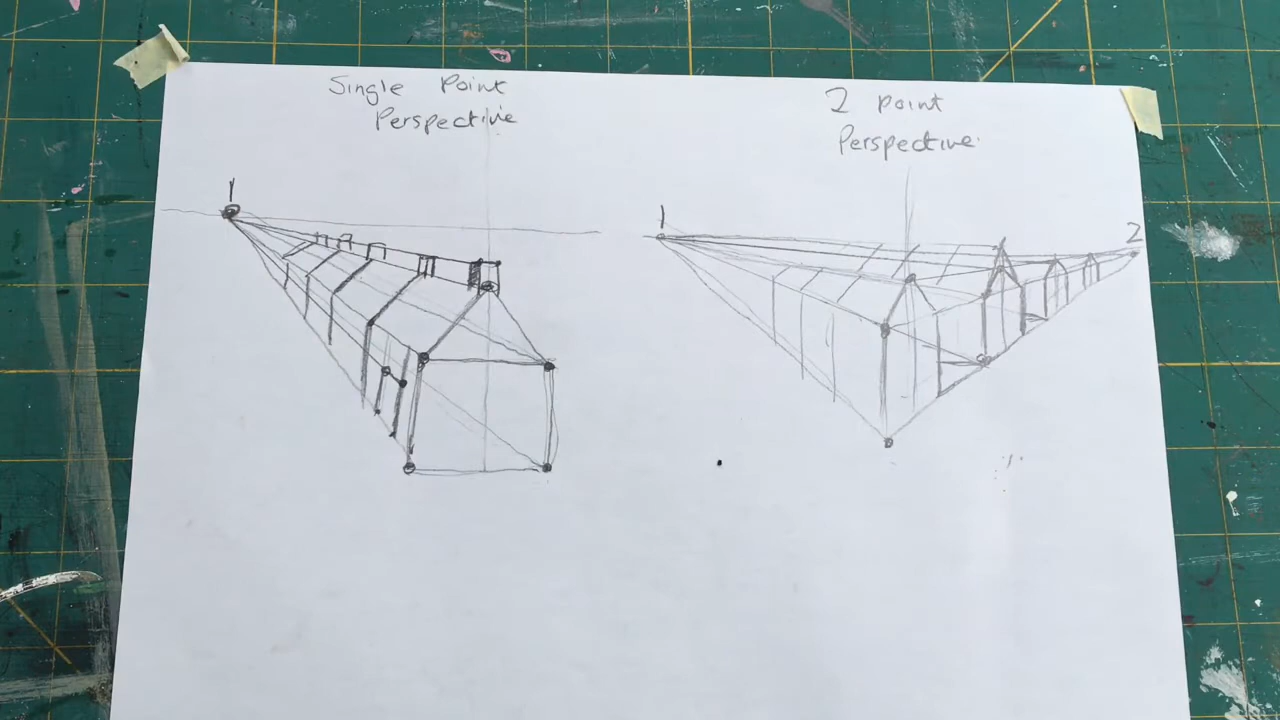 Single Point
Perspective
2 point
Perspective.
1
1
2